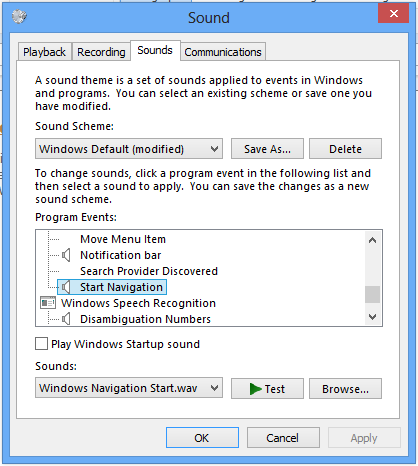 Sound
Playback Recording Sounds Communications
A sound theme is a set of sounds applied to events in Windows
and programs. You can select an existing scheme or save one you
have modified.
Sound Scheme:
Windows Default (modified) Save As... Delete
To change sounds, click a program event in the following list and
then select a sound to apply. You can save the changes as a new
sound scheme.
Program Events:
Move Menu Item
Notification bar
Search Provider Discovered
Start Navigation
Windows Speech Recognition
Disambiguation Numbers
Play Windows Startup sound
Sounds:
Windows Navigation Start.wav Test Browse...
OK Cancel Apply